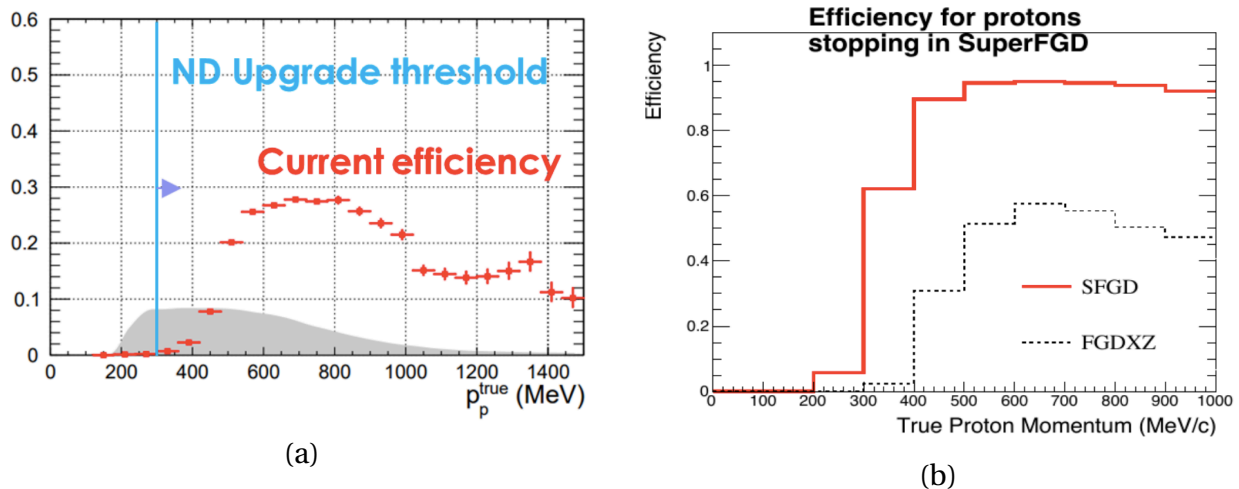 0.6
0.5
0.4
0.3
0.2
0.1
0
ND Upgrade threshold
Current efficiency
0 200 400 600 800 1000 1200 1400
p_p^true (MeV)
(a)
Efficiency for protons
stopping in SuperFGD
Efficiency
1
0.8
0.6
0.4
0.2
0
SFGD
FGDXZ
0 100 200 300 400 500 600 700 800 900 1000
True Proton Momentum (MeV/c)
(b)